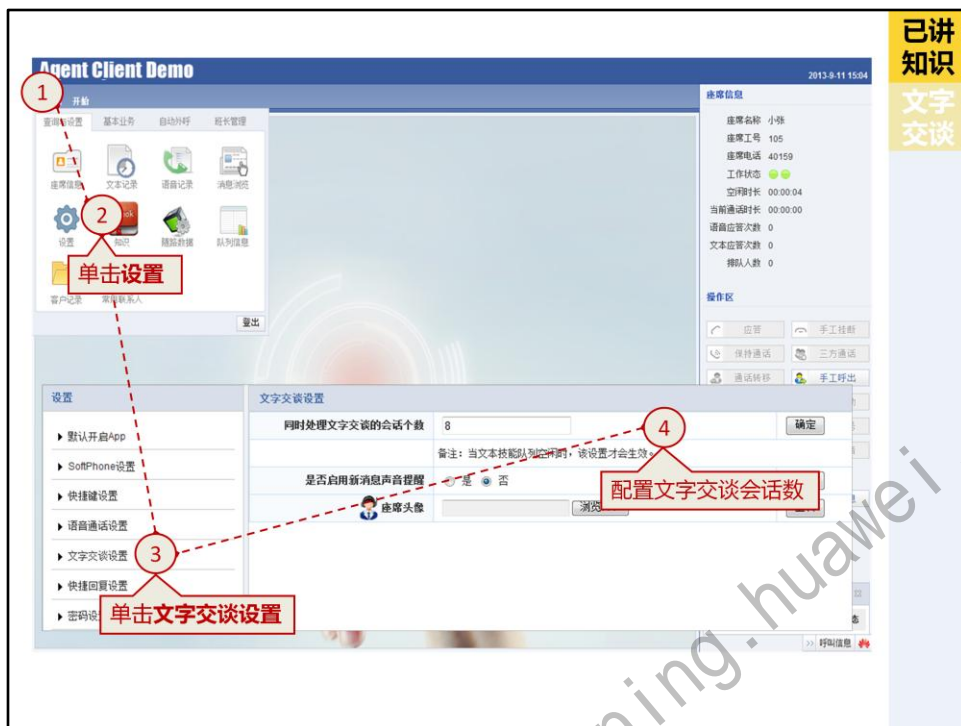 已讲
知识
文字
交谈
Agent Client Demo
2013-9-11 15:04
1
开始
查询与设置 基本业务 自动外呼 班长管理
座席信息 文本记录 语音记录 消息浏览
2
设置 知识 随路数据 队列信息
单击设置
客户记录 常用联系人
登出
座席信息
座席名称 小张
座席工号 105
座席电话 40159
工作状态
空闲时长 00:00:04
当前通话时长 00:00:00
语音应答次数 0
文本应答次数 0
排队人数 0
操作区
应答 手工挂断
保持通话 三方通话
通话转移 手工呼出
设置
默认开启App
SoftPhone设置
快捷键设置
语音通话设置
文字交谈设置
3
快捷回复设置
密码设
单击文字交谈设置
文字交谈设置
同时处理文字交谈的会话个数 8 确定
4
备注：当文本技能队列空闲时，该设置才会生效。
是否启用新消息声音提醒 是 否
配置文字交谈会话数
座席头像 浏览
呼叫信息
ning.huawei